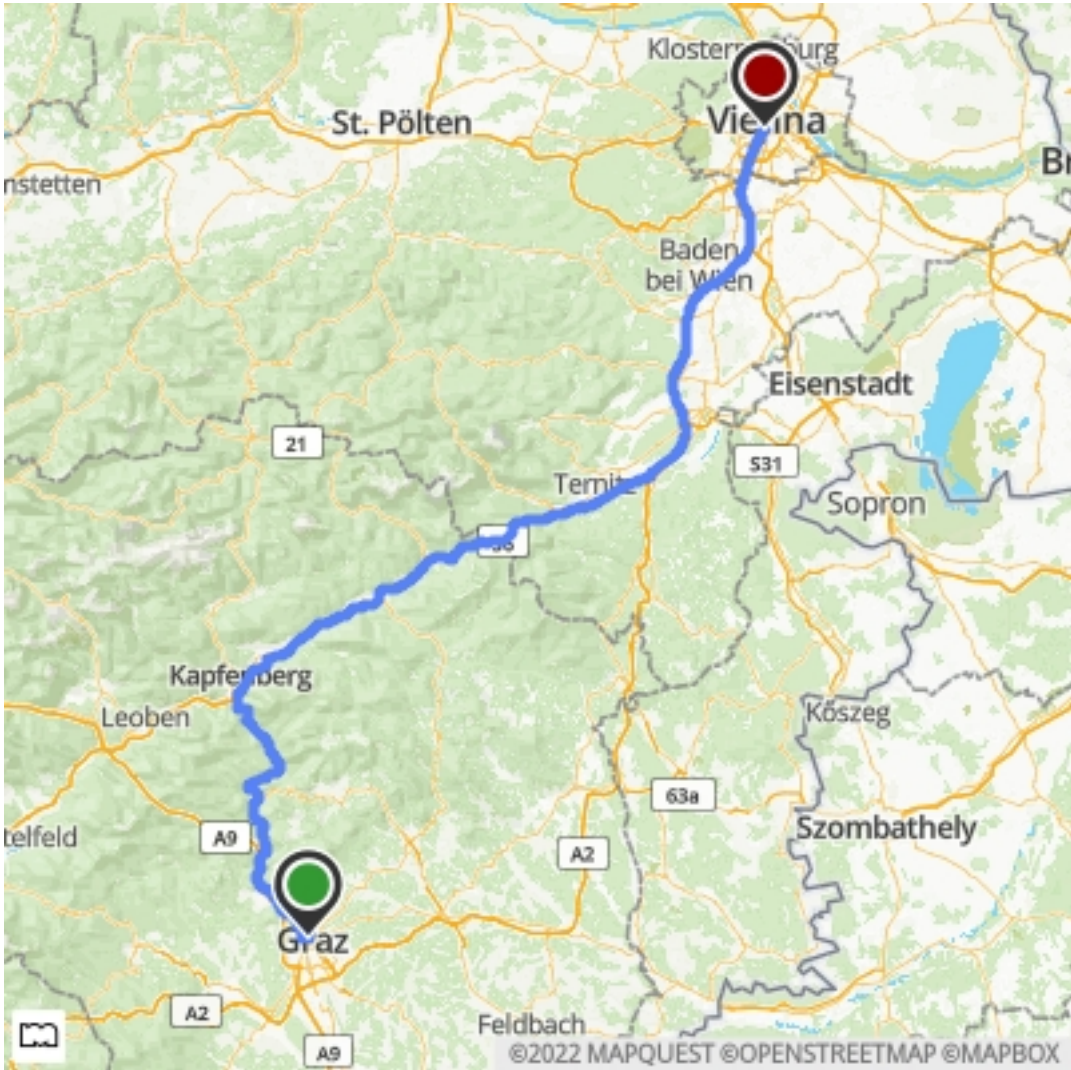 Klosterneuburg
St. Pölten
Vienna
nstetten
Br
Baden
bei Wien
Eisenstadt
21
S31
Ternitz
Sopron
S6
Kapfenberg
Leoben
Kőszeg
63a
telfeld
A9
Szombathely
A2
Graz
A2
Feldbach
A9
©2022 MAPQUEST ©OPENSTREETMAP ©MAPBOX